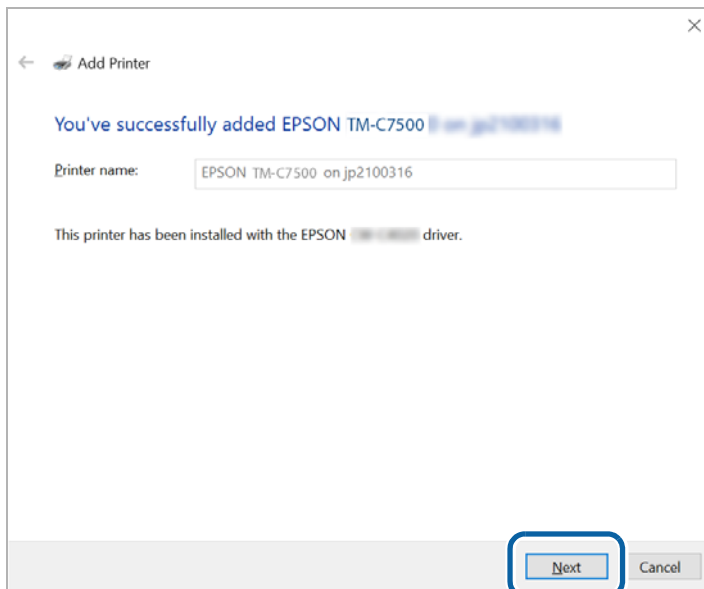 Add Printer
You've successfully added EPSON TM-C7500
Printer name: EPSON TM-C7500 on jp2100316
This printer has been installed with the EPSON driver.
Next Cancel